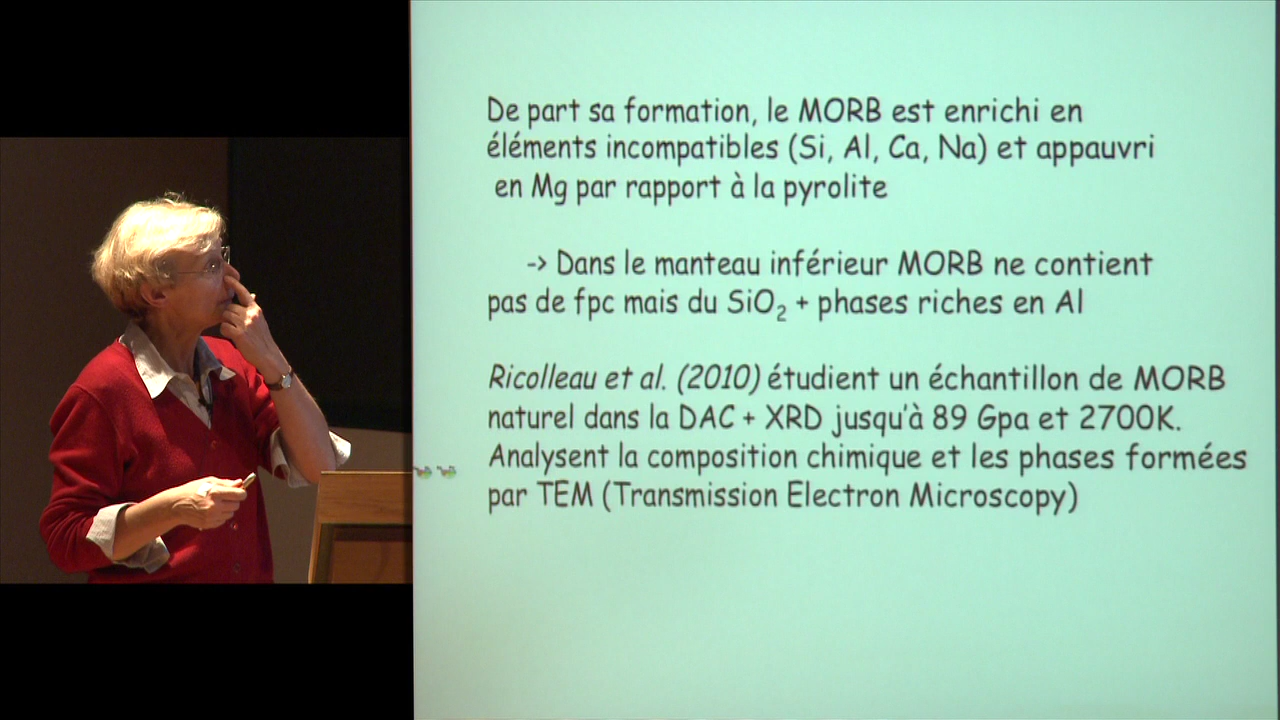 De part sa formation, le MORB est enrichi en
éléments incompatibles (Si, Al, Ca, Na) et appauvri
en Mg par rapport à la pyrolite
-> Dans le manteau inférieur MORB ne contient
pas de fpc mais du SiO₂ + phases riches en Al
Ricolleau et al. (2010) étudient un échantillon de MORB
naturel dans la DAC + XRD jusqu'à 89 Gpa et 2700K.
Analysent la composition chimique et les phases formées
par TEM (Transmission Electron Microscopy)